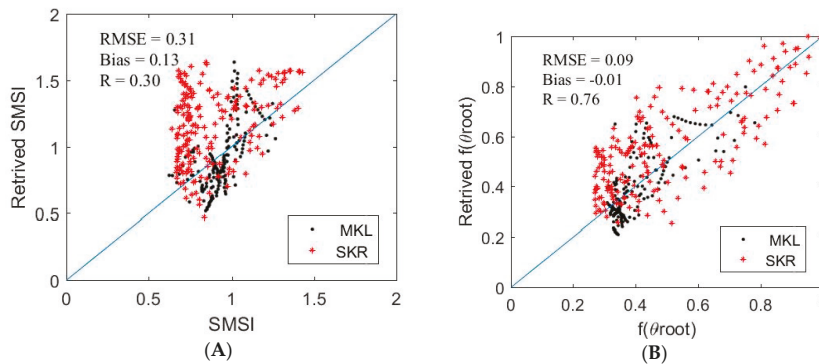 RMSE = 0.31
Bias = 0.13
R = 0.30
Retrived SMSI
2
1.5
1
0.5
0
0
0.5
1
1.5
2
MKL
SKR
SMSI
(A)
RMSE = 0.09
Bias = -0.01
R = 0.76
Retrived f(θroot)
1
0.8
0.6
0.4
0.2
0
0
0.2
0.4
0.6
0.8
MKL
SKR
f(θroot)
(B)